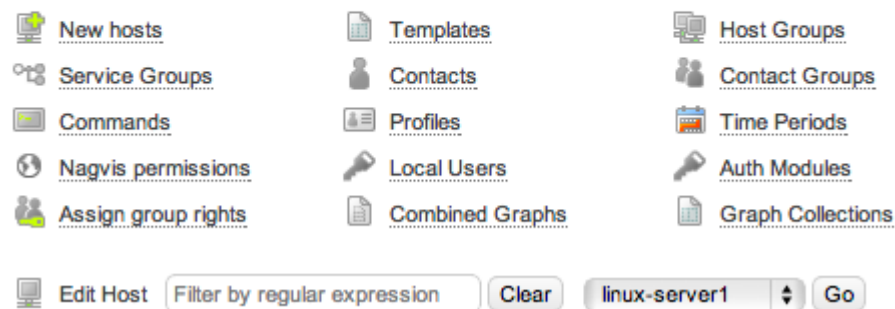 New hosts Templates Host Groups
Service Groups Contacts Contact Groups
Commands Profiles Time Periods
Nagvis permissions Local Users Auth Modules
Assign group rights Combined Graphs Graph Collections
Edit Host Filter by regular expression Clear linux-server1 Go